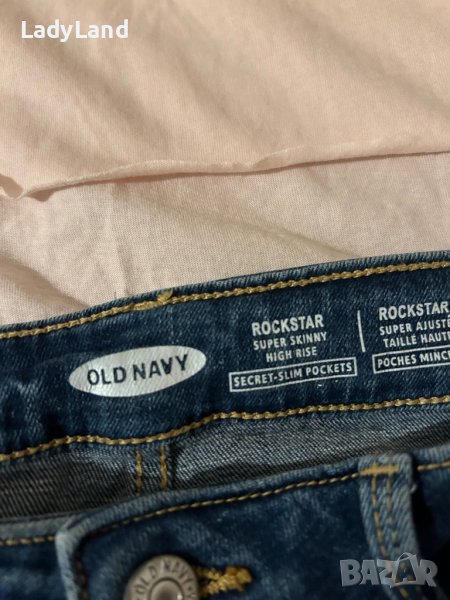 LadyLand
OLD NAVY
ROCKSTAR
SUPER SKINNY
HIGH RISE
SECRET-SLIM POCKETS
ROCKSTAR
SUPER AJUSTÉ
TAILLE HAUTE
POCHES MINCE
OLD NAVY
BAZAR